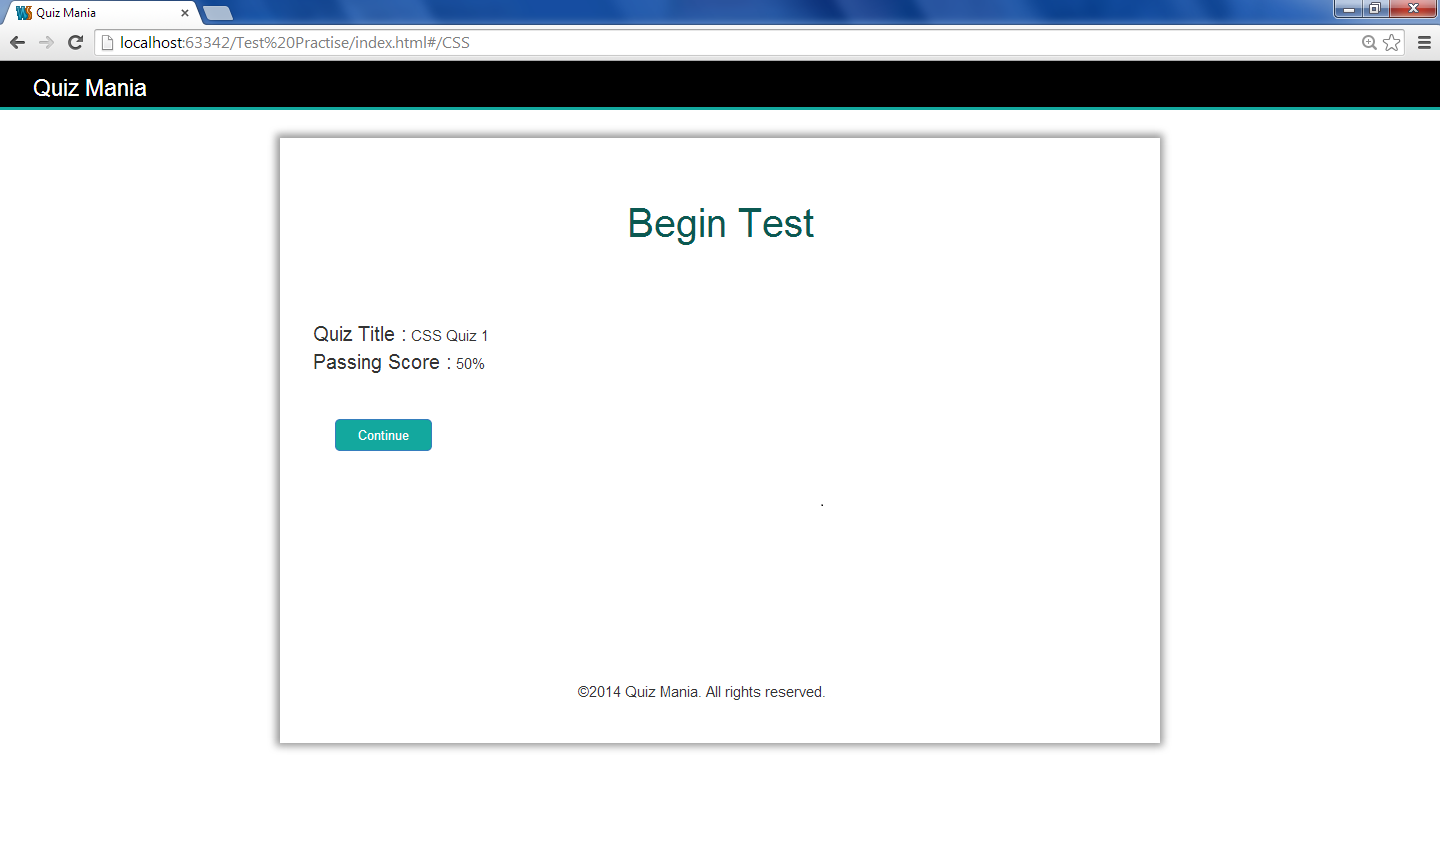 Quiz Mania
localhost:63342/Test%20Practise/index.html#/CSS
Quiz Mania
Begin Test
Quiz Title : CSS Quiz 1
Passing Score : 50%
Continue
.
©2014 Quiz Mania. All rights reserved.